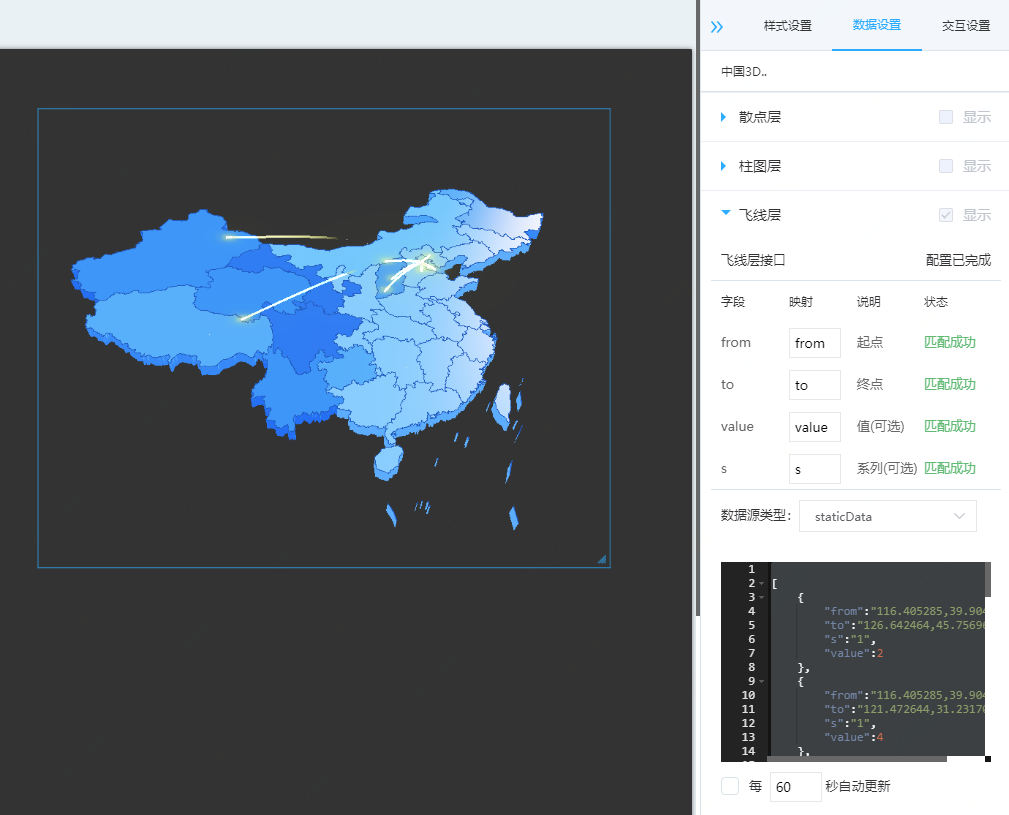 样式设置 数据设置 交互设置
中国3D..
散点层 显示
柱图层 显示
飞线层 显示
飞线层接口 配置已完成
字段 映射 说明 状态
from from 起点 匹配成功
to to 终点 匹配成功
value value 值(可选) 匹配成功
s s 系列(可选) 匹配成功
数据源类型: staticData
1
2 [
3 {
4 "from":"116.405285,39.904
5 "to":"126.642464,45.7569
6 "s":"1",
7 "value":2
8 },
9 {
10 "from":"116.405285,39.904
11 "to":"121.472644,31.2317
12 "s":"1",
13 "value":4
14 },
每 60 秒自动更新